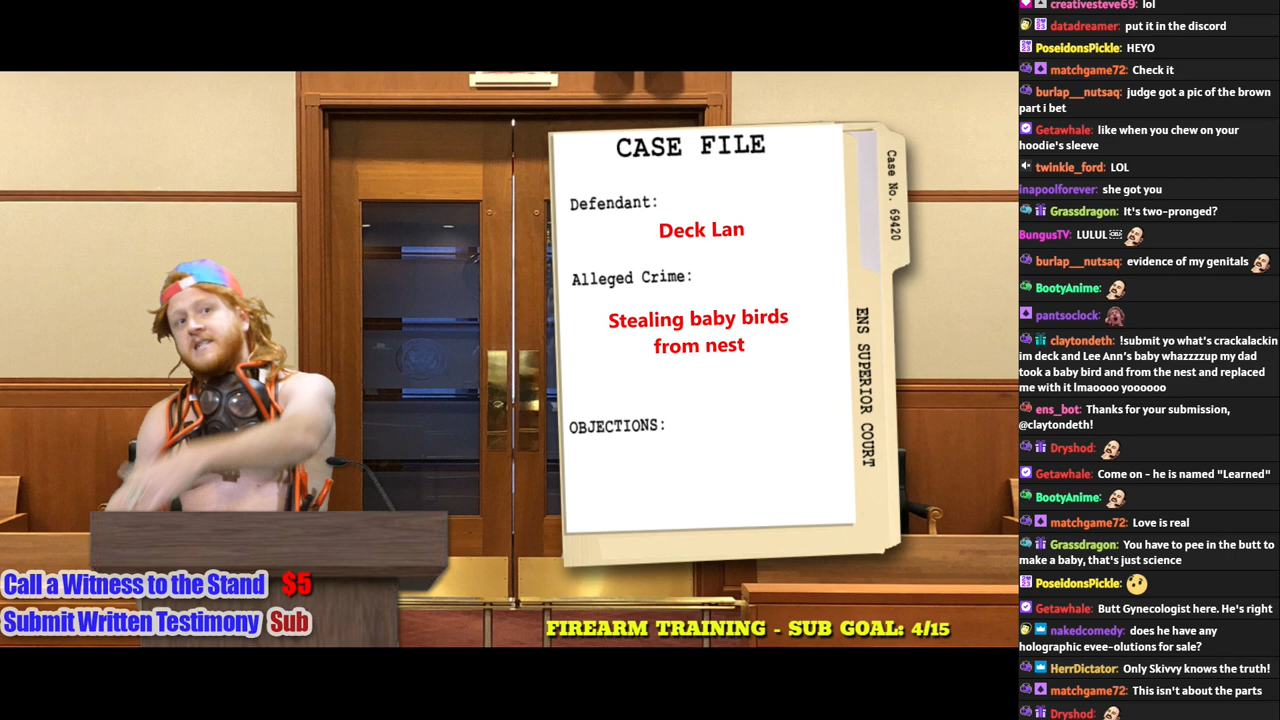 CASE FILE
Defendant:
Deck Lan
Alleged Crime:
Stealing baby birds
from nest
OBJECTIONS:
Case No. 69420
ENS SUPERIOR COURT
Call a Witness to the Stand $5
Submit Written Testimony Sub
FIREARM TRAINING - SUB GOAL: 4/15
creativesteve69: lol
datadreamer: put it in the discord
PoseidonsPickle: HEYO
matchgame72: Check it
burlap__nutsaq: judge got a pic of the brown
part i bet
Getawhale: like when you chew on your
hoodie's sleeve
twinkle_ford: LOL
inapoolforever: she got you
Grassdragon: It's two-pronged?
BungusTV: LULUL
burlap__nutsaq: evidence of my genitals
BootyAnime:
pantsoclock:
claytondeth: !submit yo what's crackalackin
im deck and Lee Ann's baby whazzzzup my dad
took a baby bird and from the nest and replaced
me with it lmaoooo yoooooo
ens_bot: Thanks for your submission,
@claytondeth!
Dryshod:
Getawhale: Come on - he is named "Learned"
BootyAnime:
matchgame72: Love is real
Grassdragon: You have to pee in the butt to
make a baby, that's just science
PoseidonsPickle:
Getawhale: Butt Gynecologist here. He's right
nakedcomedy: does he have any
holographic evee-olutions for sale?
HerrDictator: Only Skivvy knows the truth!
matchgame72: This isn't about the parts
Dryshod: